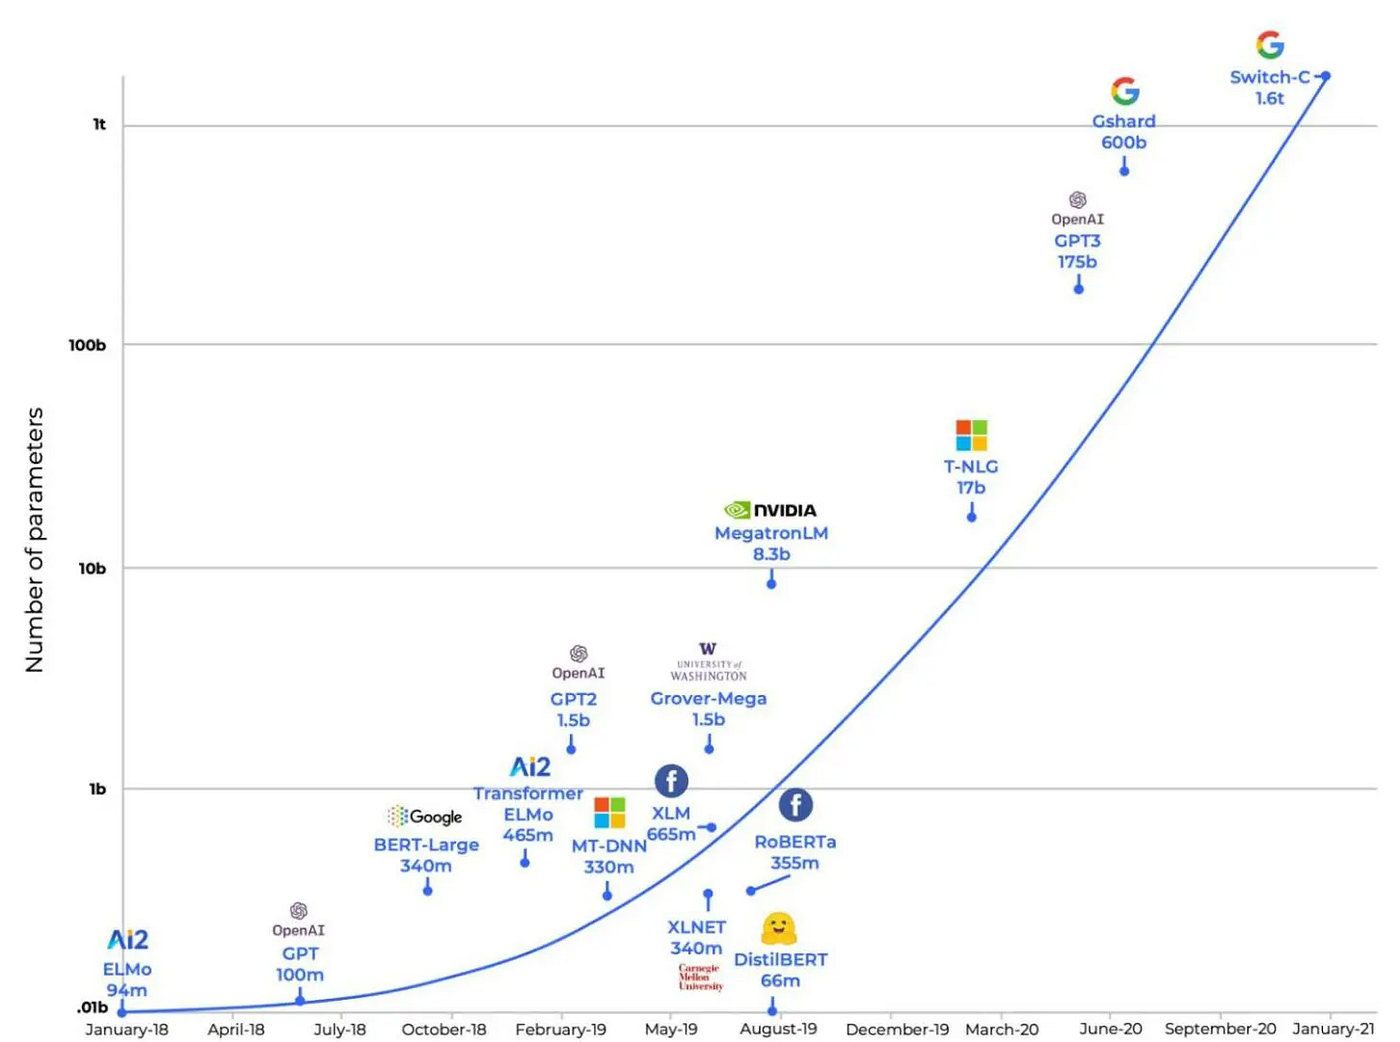 Switch-C
1.6t
Gshard
600b
1t
OpenAI
GPT3
175b
100b
T-NLG
17b
NVIDIA
MegatronLM
8.3b
10b
Number of parameters
OpenAI
GPT2
1.5b
W
UNIVERSITY of
WASHINGTON
Grover-Mega
1.5b
Ai2
Transformer
ELMo
465m
1b
Google
BERT-Large
340m
MT-DNN
330m
XLM
665m
RoBERTa
355m
OpenAI
GPT
100m
Ai2
ELMo
94m
XLNET
340m
Carnegie
Mellon
University
DistilBERT
66m
.01b
January-18 April-18 July-18 October-18 February-19 May-19 August-19 December-19 March-20 June-20 September-20 January-21